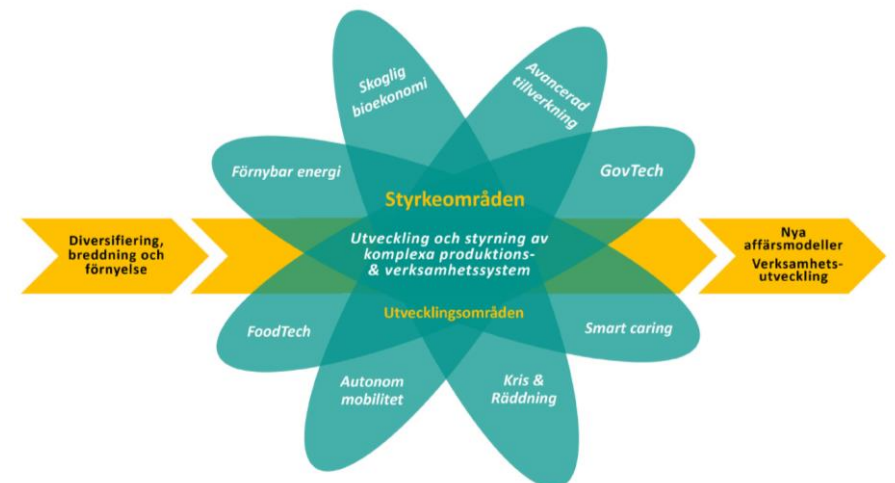 Skoglig
bioekonomi
Avancerad
tillverkning
Förnybar energi
GovTech
Styrkeområden
Diversifiering,
breddning och
förnyelse
Utveckling och styrning av
komplexa produktions-
& verksamhetssystem
Nya
affärsmodeller
Verksamhets-
utveckling
Utvecklingsområden
FoodTech
Smart caring
Autonom
mobilitet
Kris &
Räddning